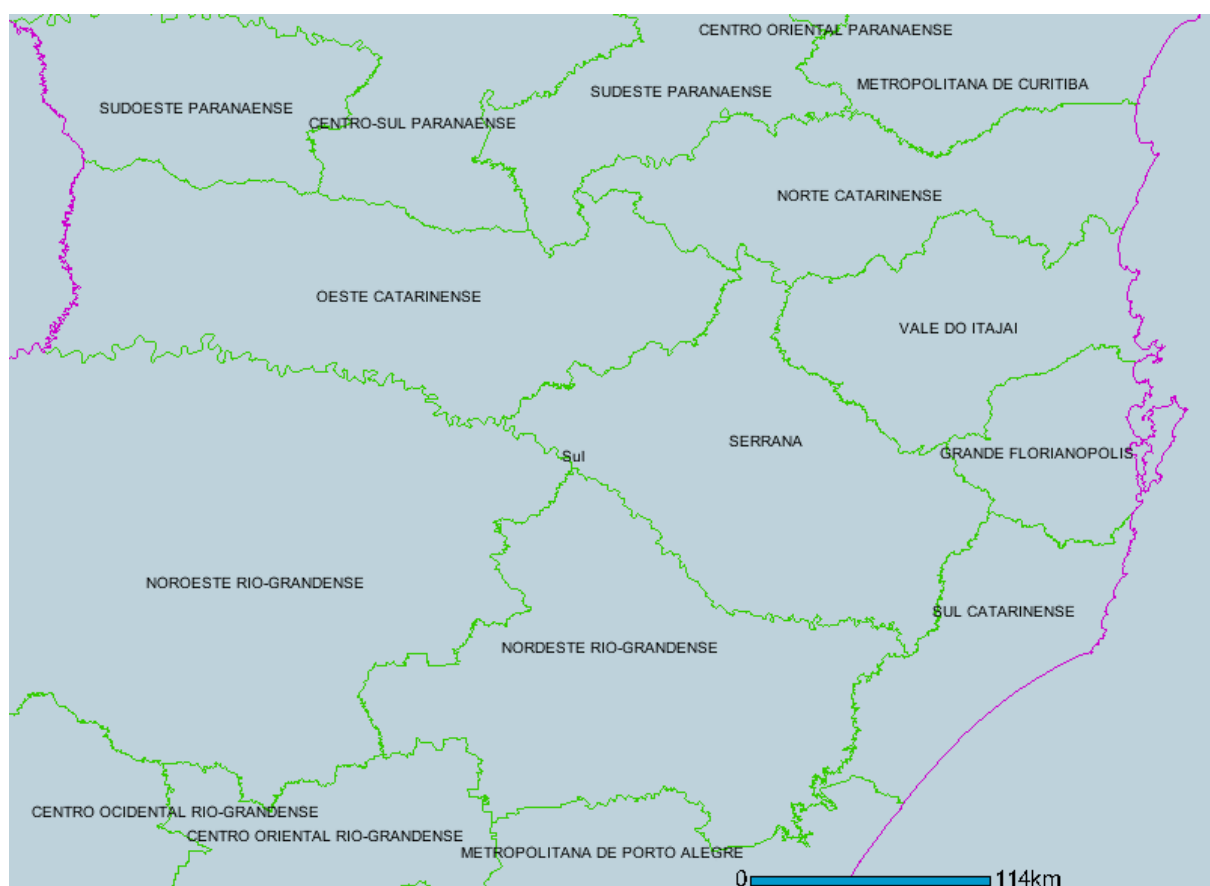 CENTRO ORIENTAL PARANAENSE
METROPOLITANA DE CURITIBA
SUDESTE PARANAENSE
SUDOESTE PARANAENSE
CENTRO-SUL PARANAENSE
NORTE CATARINENSE
OESTE CATARINENSE
VALE DO ITAJAI
SERRANA
GRANDE FLORIANOPOLIS
Sul
NOROESTE RIO-GRANDENSE
SUL CATARINENSE
NORDESTE RIO-GRANDENSE
CENTRO OCIDENTAL RIO-GRANDENSE
CENTRO ORIENTAL RIO-GRANDENSE
METROPOLITANA DE PORTO ALEGRE
0 114km